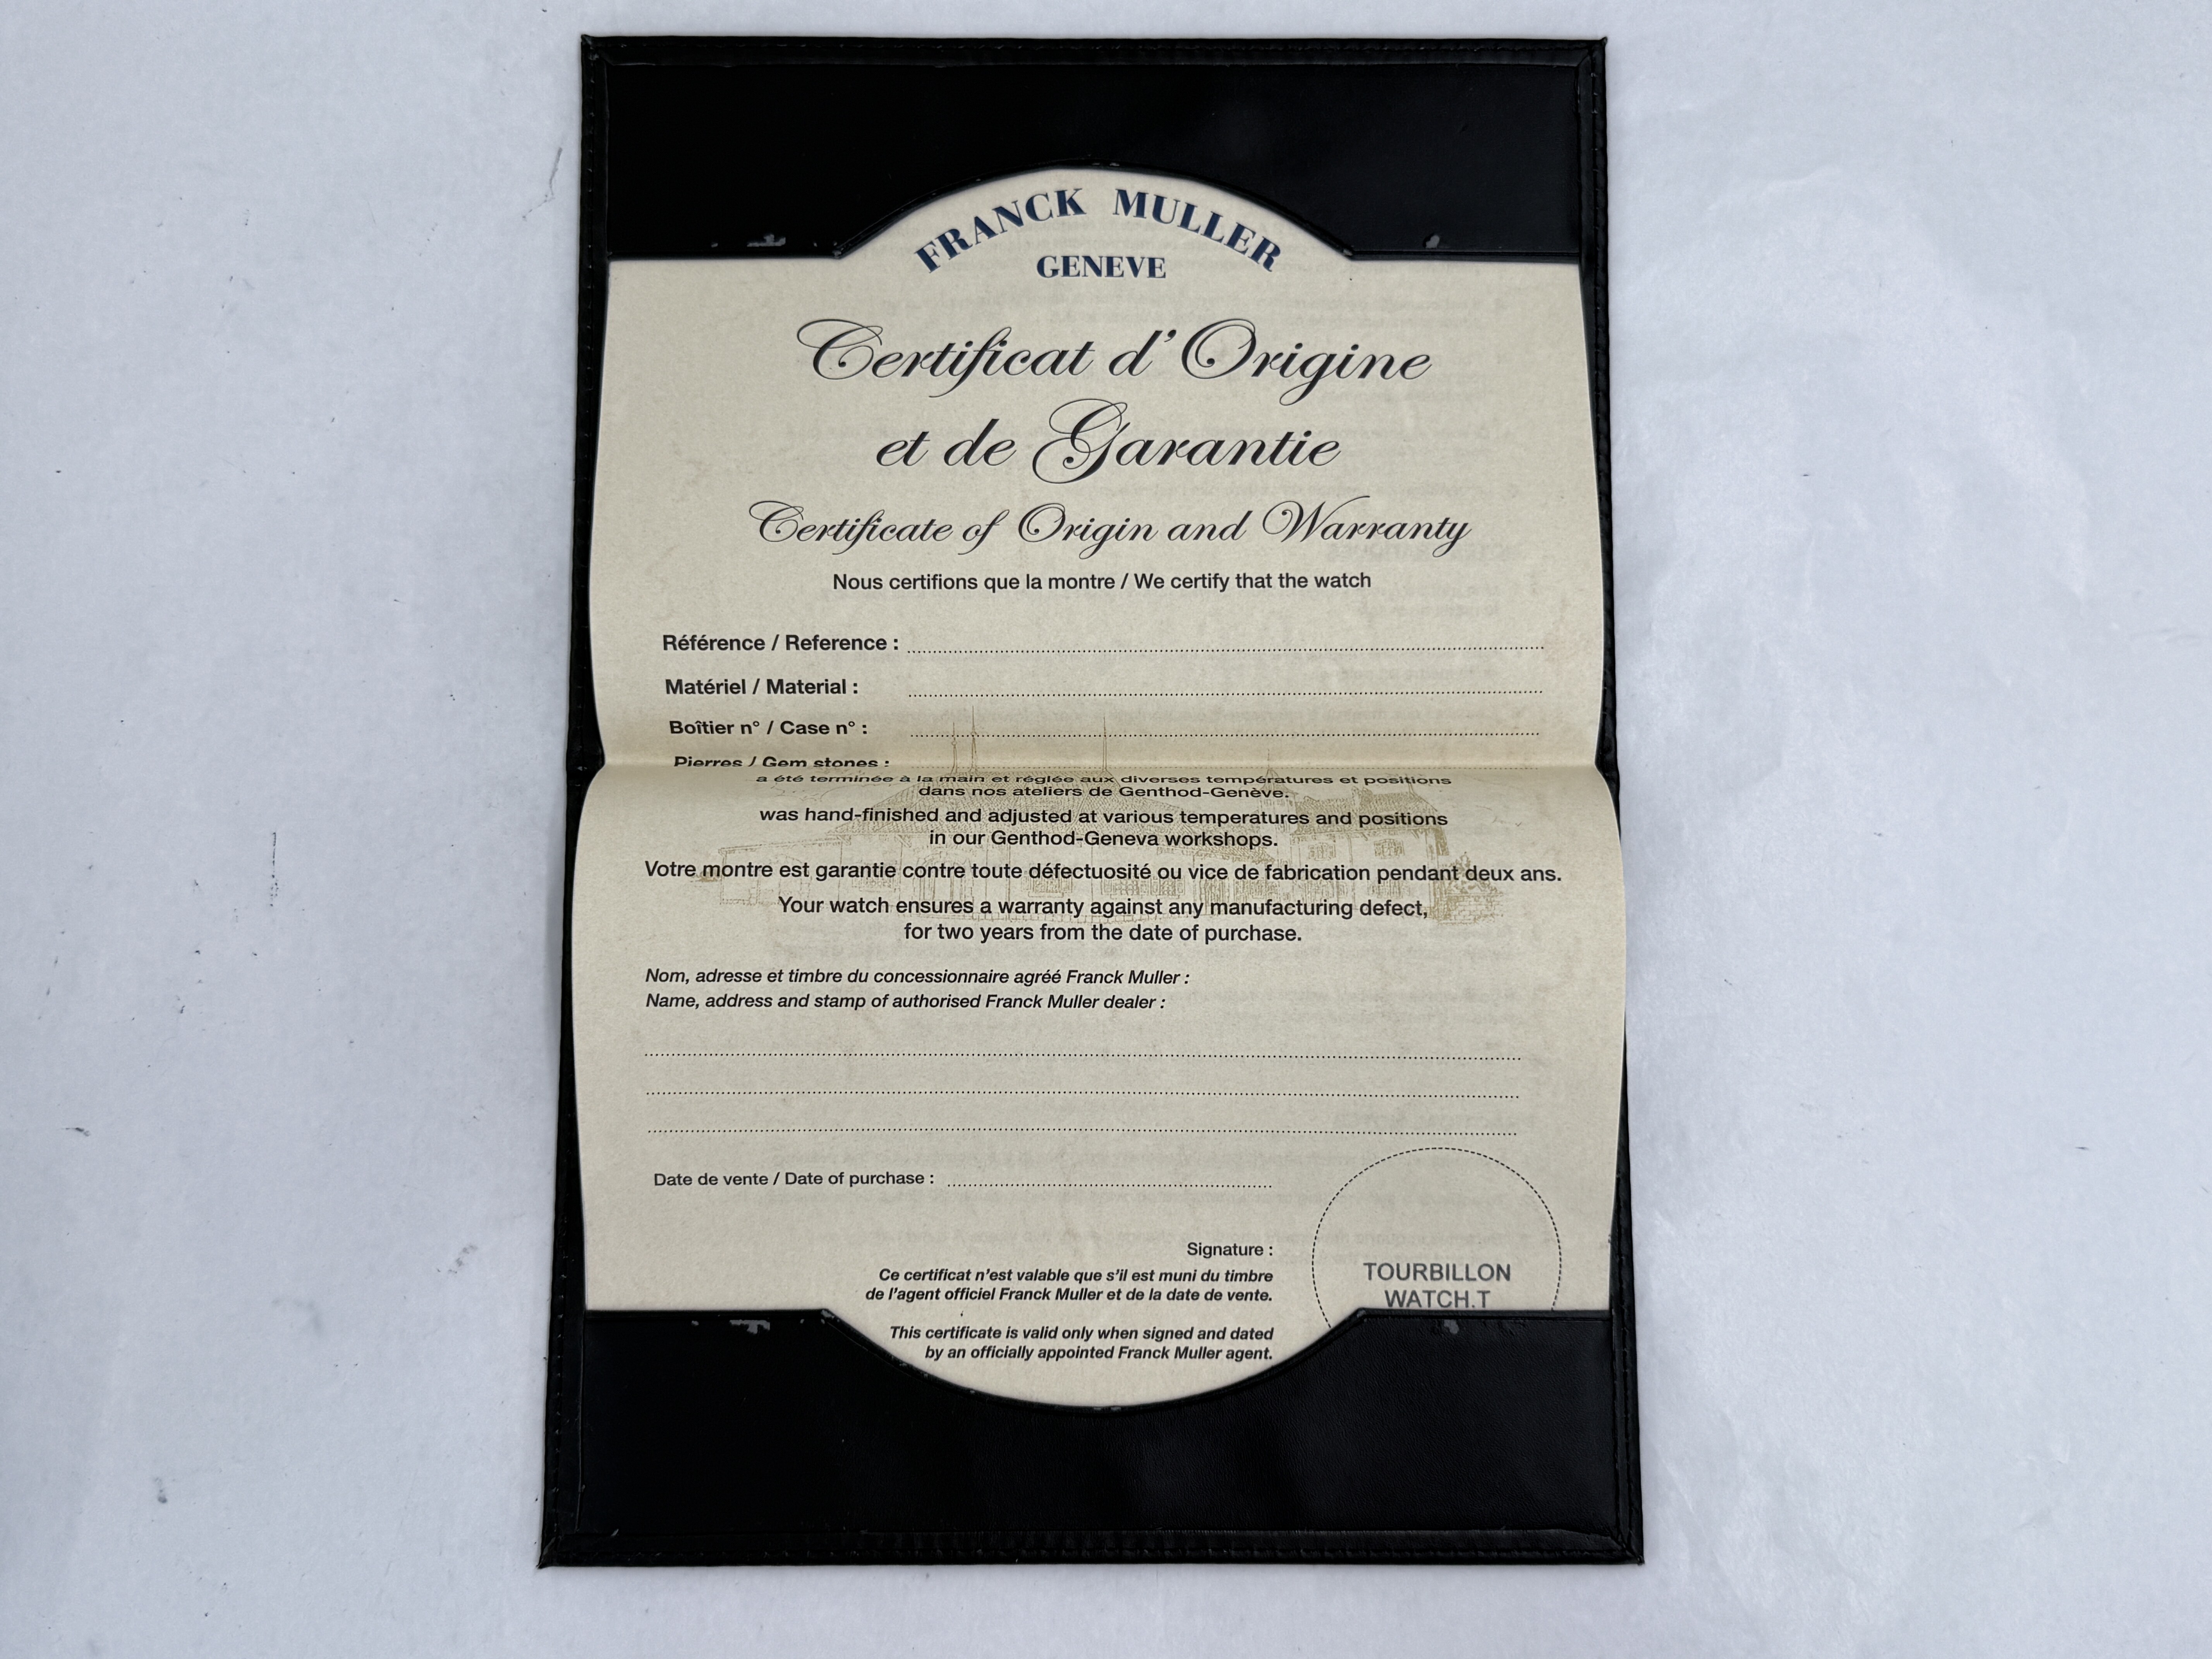 FRANCK MULLER
GENEVE
Certificat d'Origine
et de Garantie
Certificate of Origin and Warranty
Nous certifions que la montre / We certify that the watch
Référence / Reference :
Matériel / Material :
Boîtier n° / Case n° :
Pierres / Gem stones :
a été terminée à la main et réglée aux diverses températures et positions
dans nos ateliers de Genthod-Genève.
was hand-finished and adjusted at various temperatures and positions
in our Genthod-Geneva workshops.
Votre montre est garantie contre toute défectuosité ou vice de fabrication pendant deux ans.
Your watch ensures a warranty against any manufacturing defect,
for two years from the date of purchase.
Nom, adresse et timbre du concessionnaire agréé Franck Muller :
Name, address and stamp of authorised Franck Muller dealer :
Date de vente / Date of purchase :
Signature :
Ce certificat n'est valable que s'il est muni du timbre
de l'agent officiel Franck Muller et de la date de vente.
This certificate is valid only when signed and dated
by an officially appointed Franck Muller agent.
TOURBILLON
WATCH.T